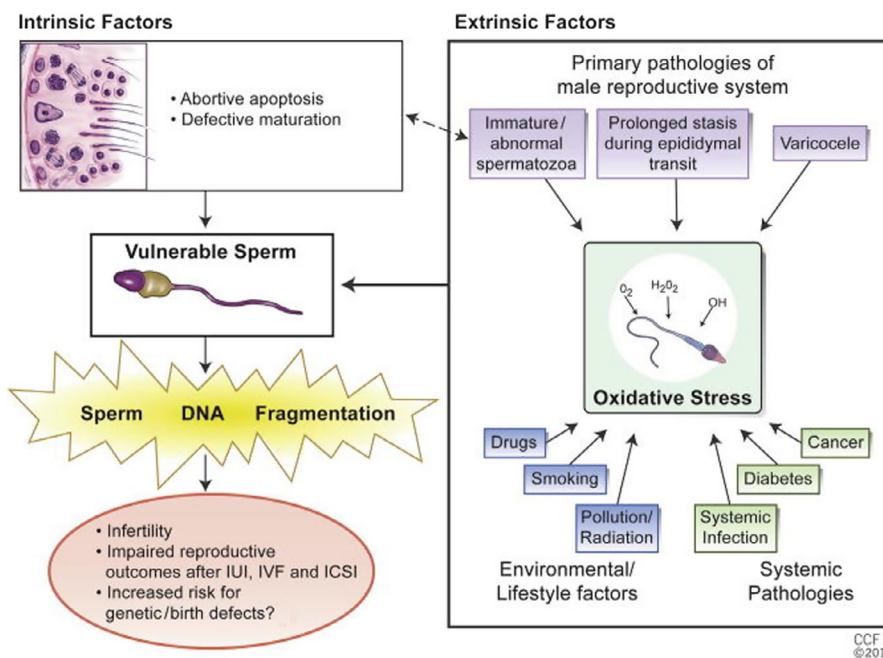 Intrinsic Factors
• Abortive apoptosis
• Defective maturation
Vulnerable Sperm
Sperm DNA Fragmentation
• Infertility
• Impaired reproductive
outcomes after IUI, IVF and ICSI
• Increased risk for
genetic/birth defects?
Extrinsic Factors
Primary pathologies of
male reproductive system
Immature/
abnormal
spermatozoa
Prolonged stasis
during epididymal
transit
Varicocele
O₂
H₂O₂
OH
Oxidative Stress
Drugs
Smoking
Pollution/
Radiation
Cancer
Diabetes
Systemic
Infection
Environmental/
Lifestyle factors
Systemic
Pathologies
CCF
©201